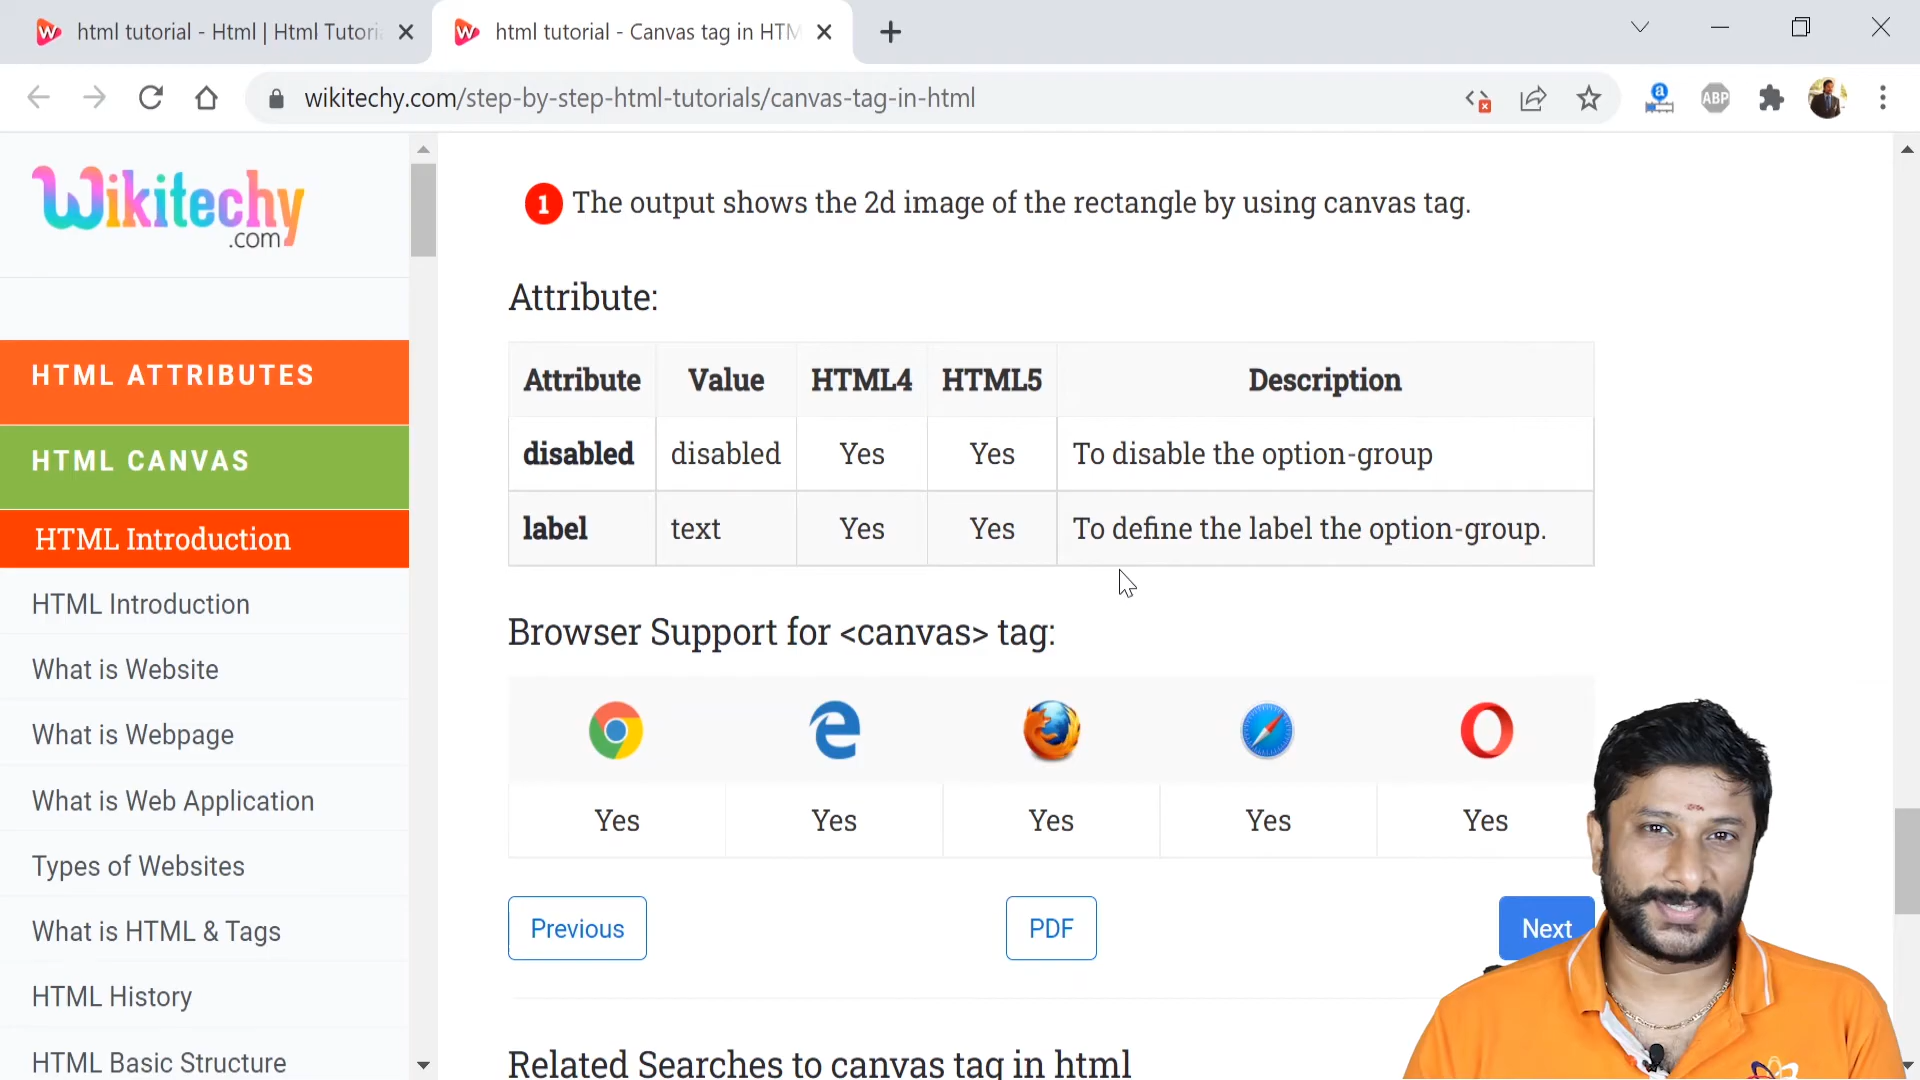 html tutorial - Html | Html Tutori
html tutorial - Canvas tag in HTM
wikitechy.com/step-by-step-html-tutorials/canvas-tag-in-html
a
ABP
Wikitechy
.com
HTML ATTRIBUTES
HTML CANVAS
HTML Introduction
HTML Introduction
What is Website
What is Webpage
What is Web Application
Types of Websites
What is HTML & Tags
HTML History
HTML Basic Structure
1 The output shows the 2d image of the rectangle by using canvas tag.
Attribute:
Attribute Value HTML4 HTML5 Description
disabled disabled Yes Yes To disable the option-group
label text Yes Yes To define the label the option-group.
Browser Support for <canvas> tag:
Yes Yes Yes Yes Yes
Previous PDF Next
Related Searches to canvas tag in html